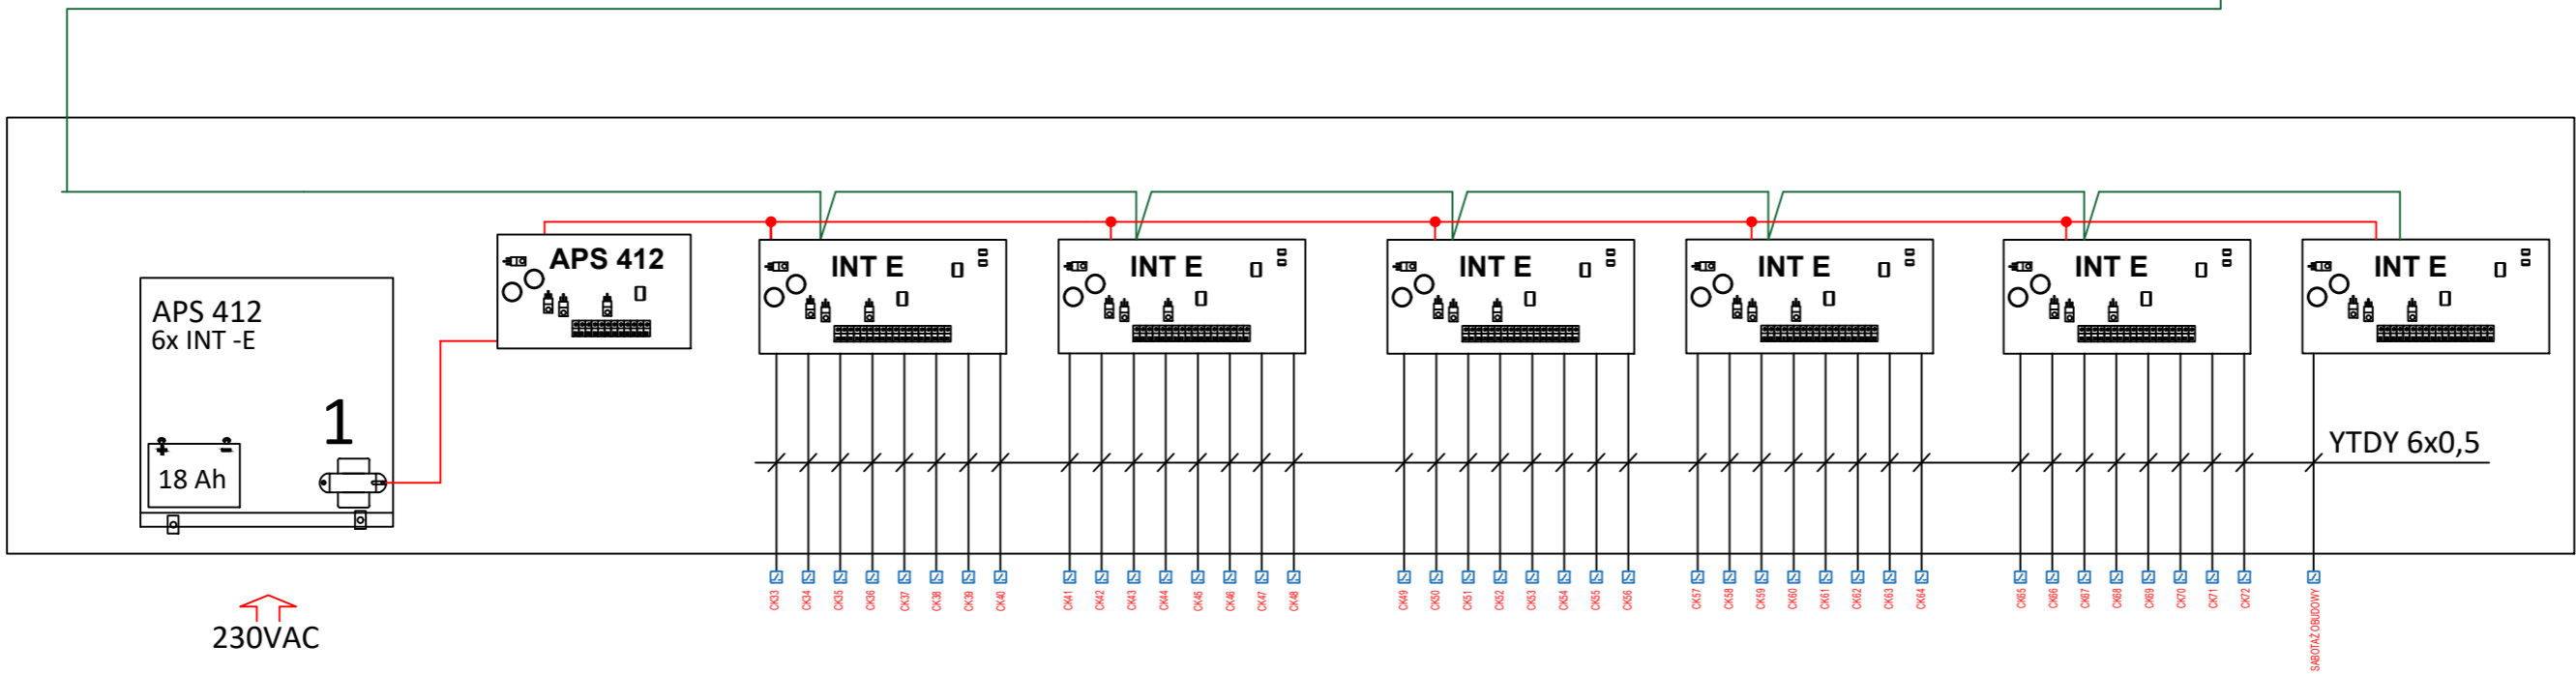 APS 412
INT E
INT E
INT E
INT E
INT E
INT E
APS 412
6x INT -E
1
18 Ah
YTDY 6x0,5
CK33
CK34
CK35
CK36
CK37
CK38
CK39
CK40
CK41
CK42
CK43
CK44
CK45
CK46
CK47
CK48
CK49
CK50
CK51
CK52
CK53
CK54
CK55
CK56
CK57
CK58
CK59
CK60
CK61
CK62
CK63
CK64
CK65
CK66
CK67
CK68
CK69
CK70
CK71
CK72
SABOTAŻ OBUDOWY
230VAC